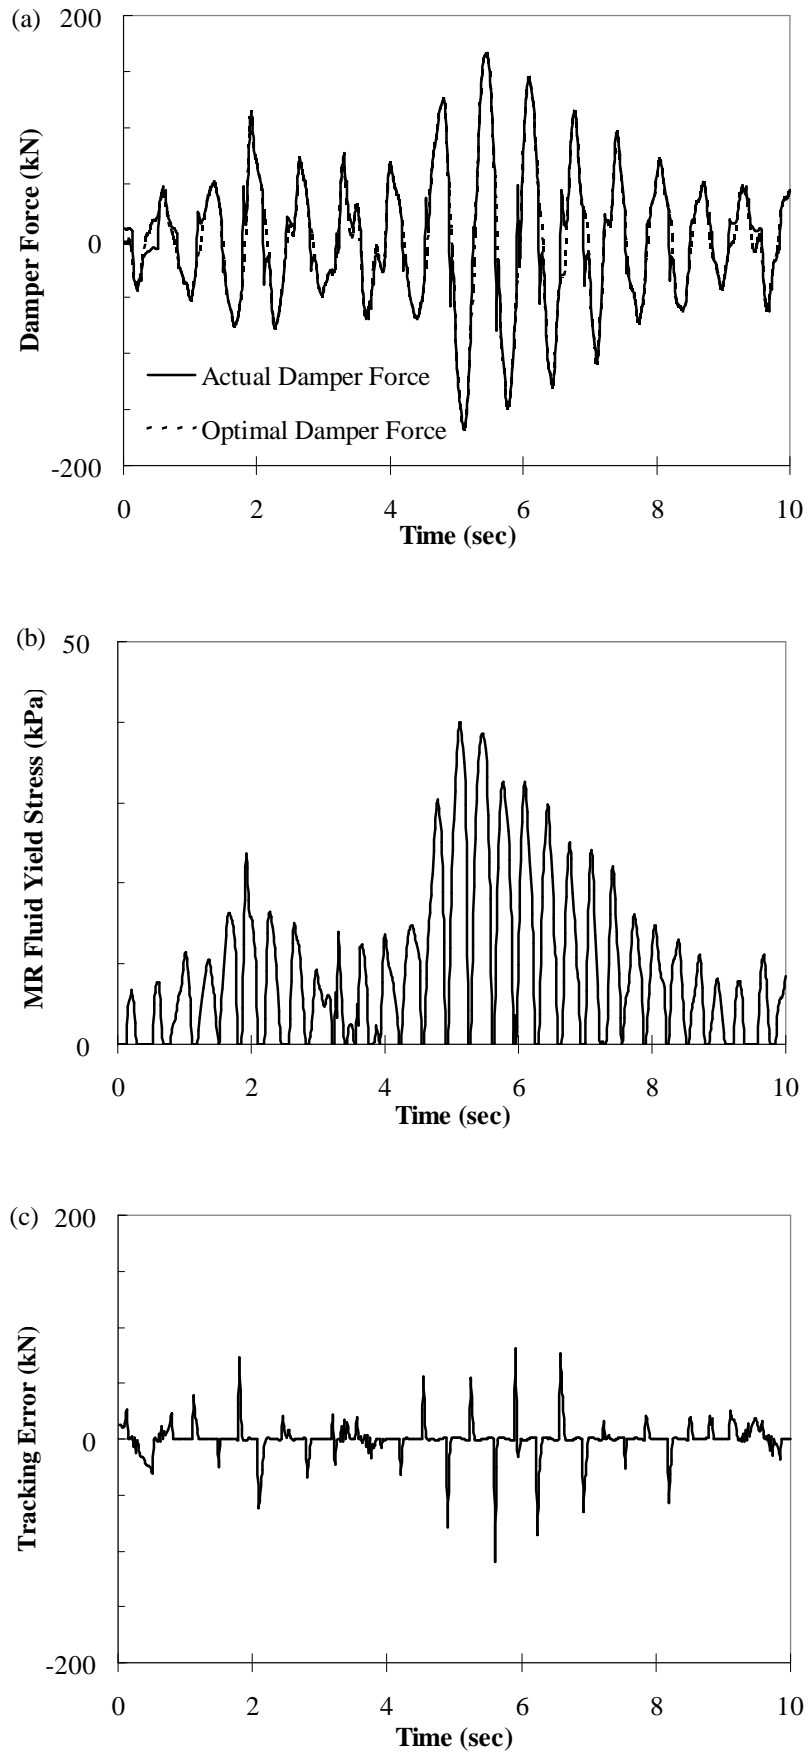 (a)
200
0
-200
Damper Force (kN)
Actual Damper Force
Optimal Damper Force
0 2 4 6 8 10
Time (sec)
(b)
50
0
MR Fluid Yield Stress (kPa)
0 2 4 6 8 10
Time (sec)
(c) 200
0
-200
Tracking Error (kN)
0 2 4 6 8 10
Time (sec)